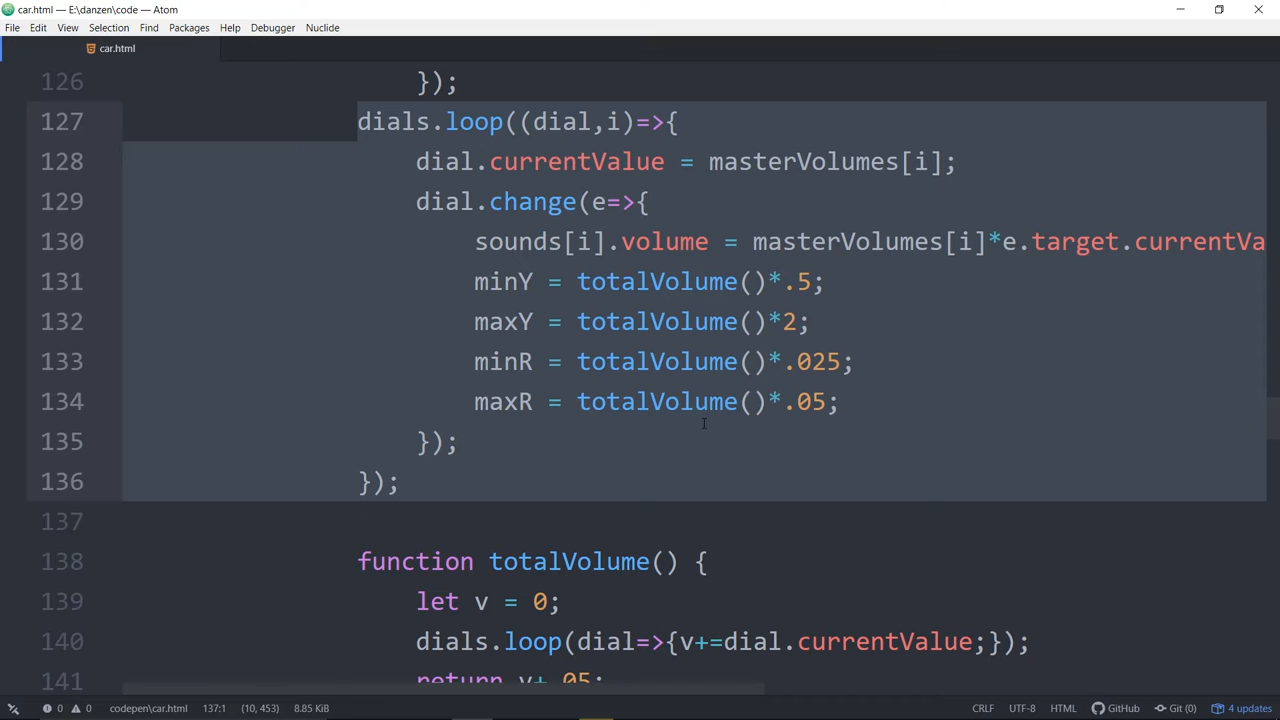 car.html — E:\danzen\code — Atom
File Edit View Selection Find Packages Help Debugger Nuclide
car.html
126 });
127 dials.loop((dial,i)=>{
128 dial.currentValue = masterVolumes[i];
129 dial.change(e=>{
130 sounds[i].volume = masterVolumes[i]*e.target.currentVa
131 minY = totalVolume()*.5;
132 maxY = totalVolume()*2;
133 minR = totalVolume()*.025;
134 maxR = totalVolume()*.05;
135 });
136 });
137
138 function totalVolume() {
139 let v = 0;
140 dials.loop(dial=>{v+=dial.currentValue;});
141 return v+.05;
0 0 codepen\car.html 137:1 (10, 453) 8.85 KiB CRLF UTF-8 HTML GitHub Git (0) 4 updates